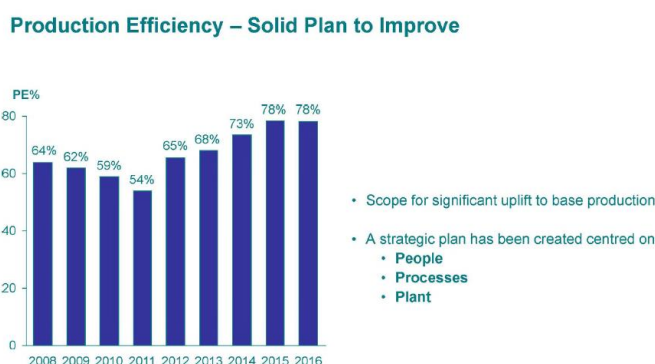 Production Efficiency – Solid Plan to Improve
PE%
80
60
40
20
0
64%
62%
59%
54%
65%
68%
73%
78%
78%
2008 2009 2010 2011 2012 2013 2014 2015 2016
• Scope for significant uplift to base production
• A strategic plan has been created centred on
• People
• Processes
• Plant